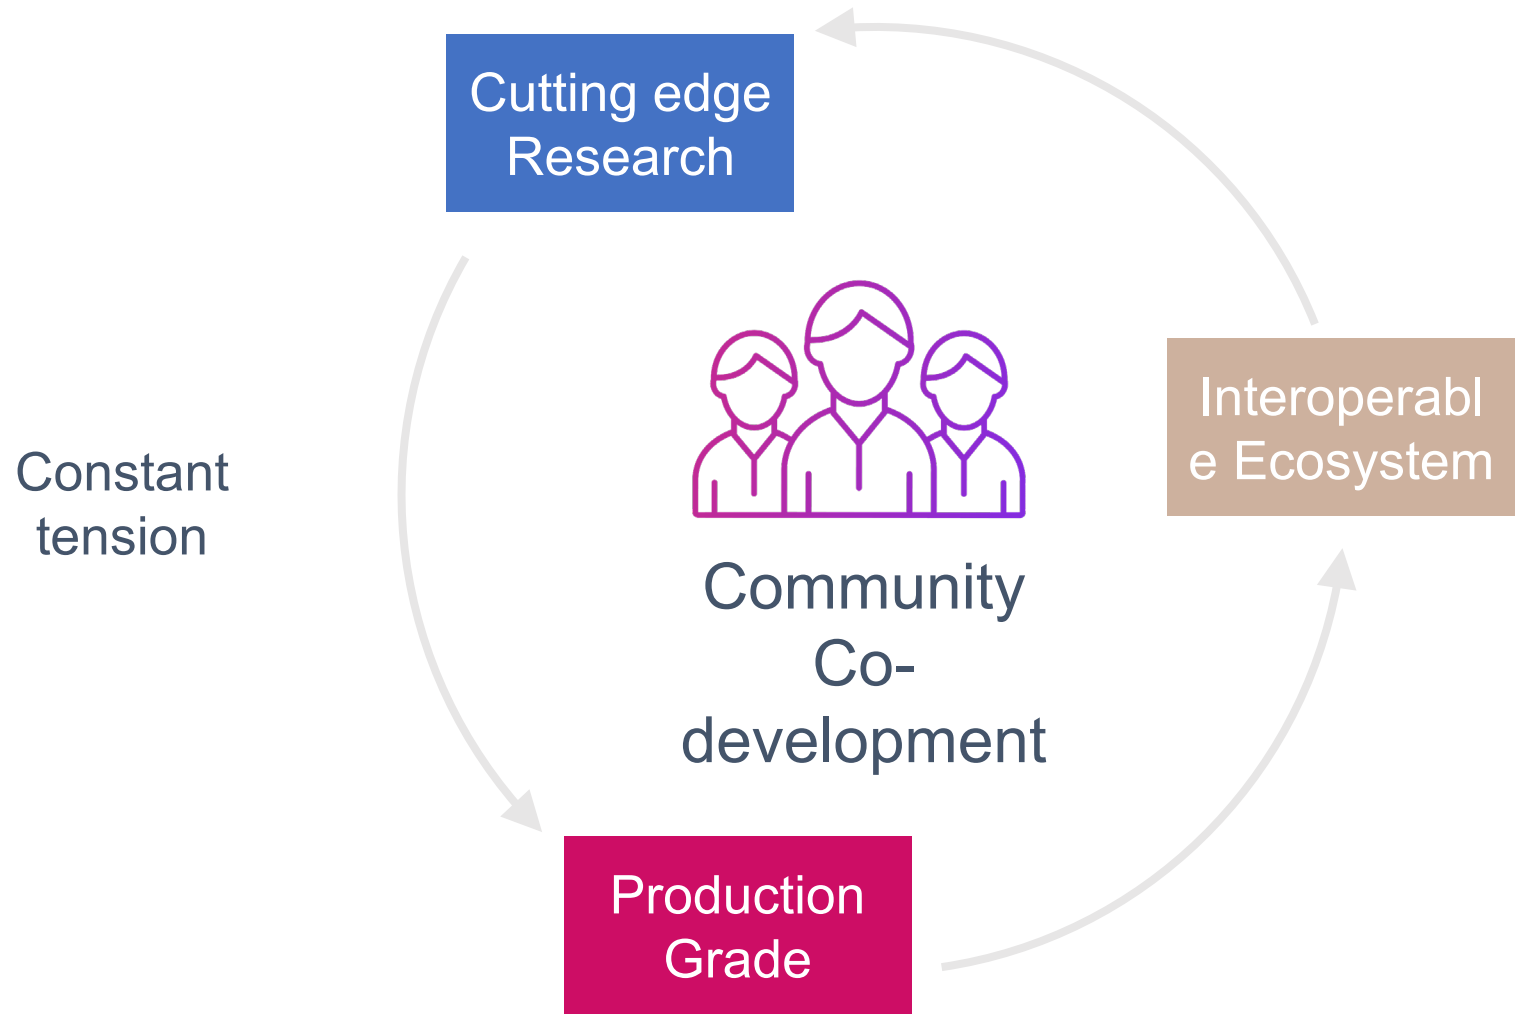 Cutting edge
Research
Interoperabl
e Ecosystem
Constant
tension
Community
Co-
development
Production
Grade